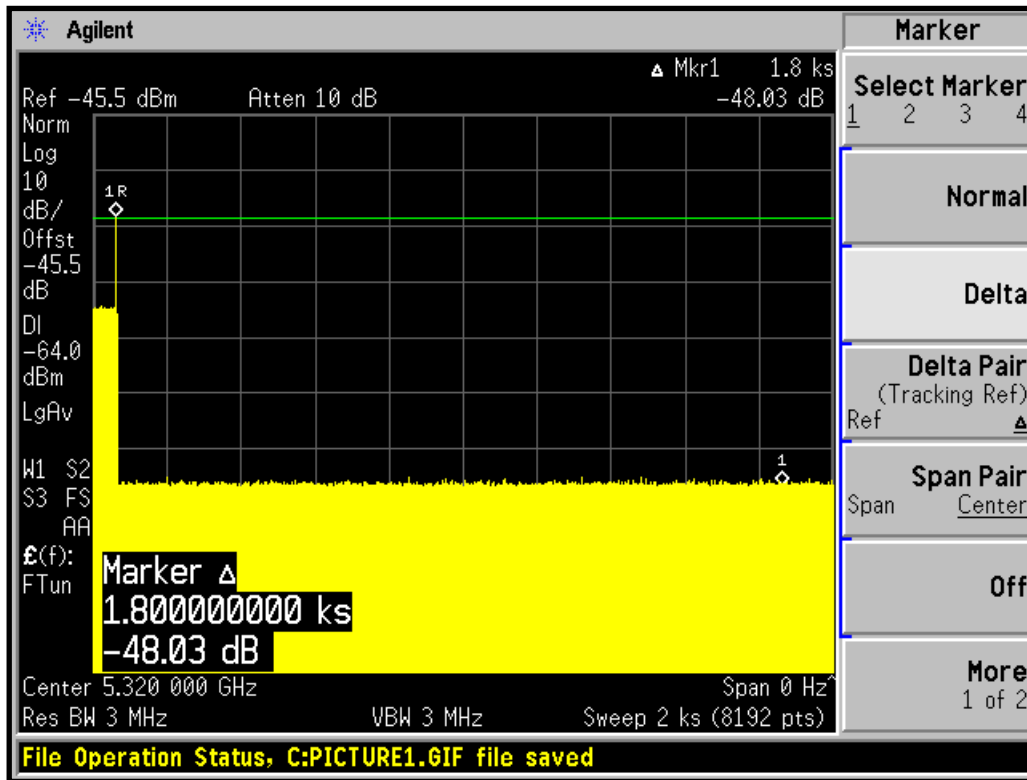 Agilent
Marker
Δ Mkr1 1.8 ks
Ref -45.5 dBm Atten 10 dB -48.03 dB
Norm
Log
10
dB/
Offst
-45.5
dB
DI
-64.0
dBm
LgAv
W1 S2
S3 FS
AA
£(f):
FTun
1R
1
Marker Δ
1.800000000 ks
-48.03 dB
Center 5.320 000 GHz Span 0 Hz^
Res BW 3 MHz VBW 3 MHz Sweep 2 ks (8192 pts)
File Operation Status, C:PICTURE1.GIF file saved
Select Marker
1 2 3 4
Normal
Delta
Delta Pair
(Tracking Ref)
Ref Δ
Span Pair
Span Center
Off
More
1 of 2